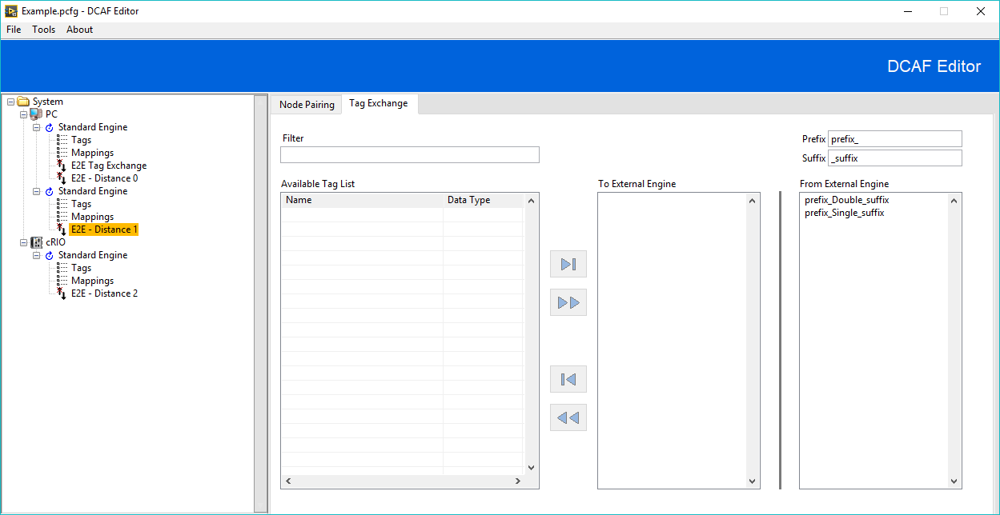 Example.pcfg - DCAF Editor
File Tools About
DCAF Editor
System
PC
Standard Engine
Tags
Mappings
E2E Tag Exchange
E2E - Distance 0
Standard Engine
Tags
Mappings
E2E - Distance 1
cRIO
Standard Engine
Tags
Mappings
E2E - Distance 2
Node Pairing Tag Exchange
Filter
Prefix prefix_
Suffix _suffix
Available Tag List
Name Data Type
To External Engine
From External Engine
prefix_Double_suffix
prefix_Single_suffix